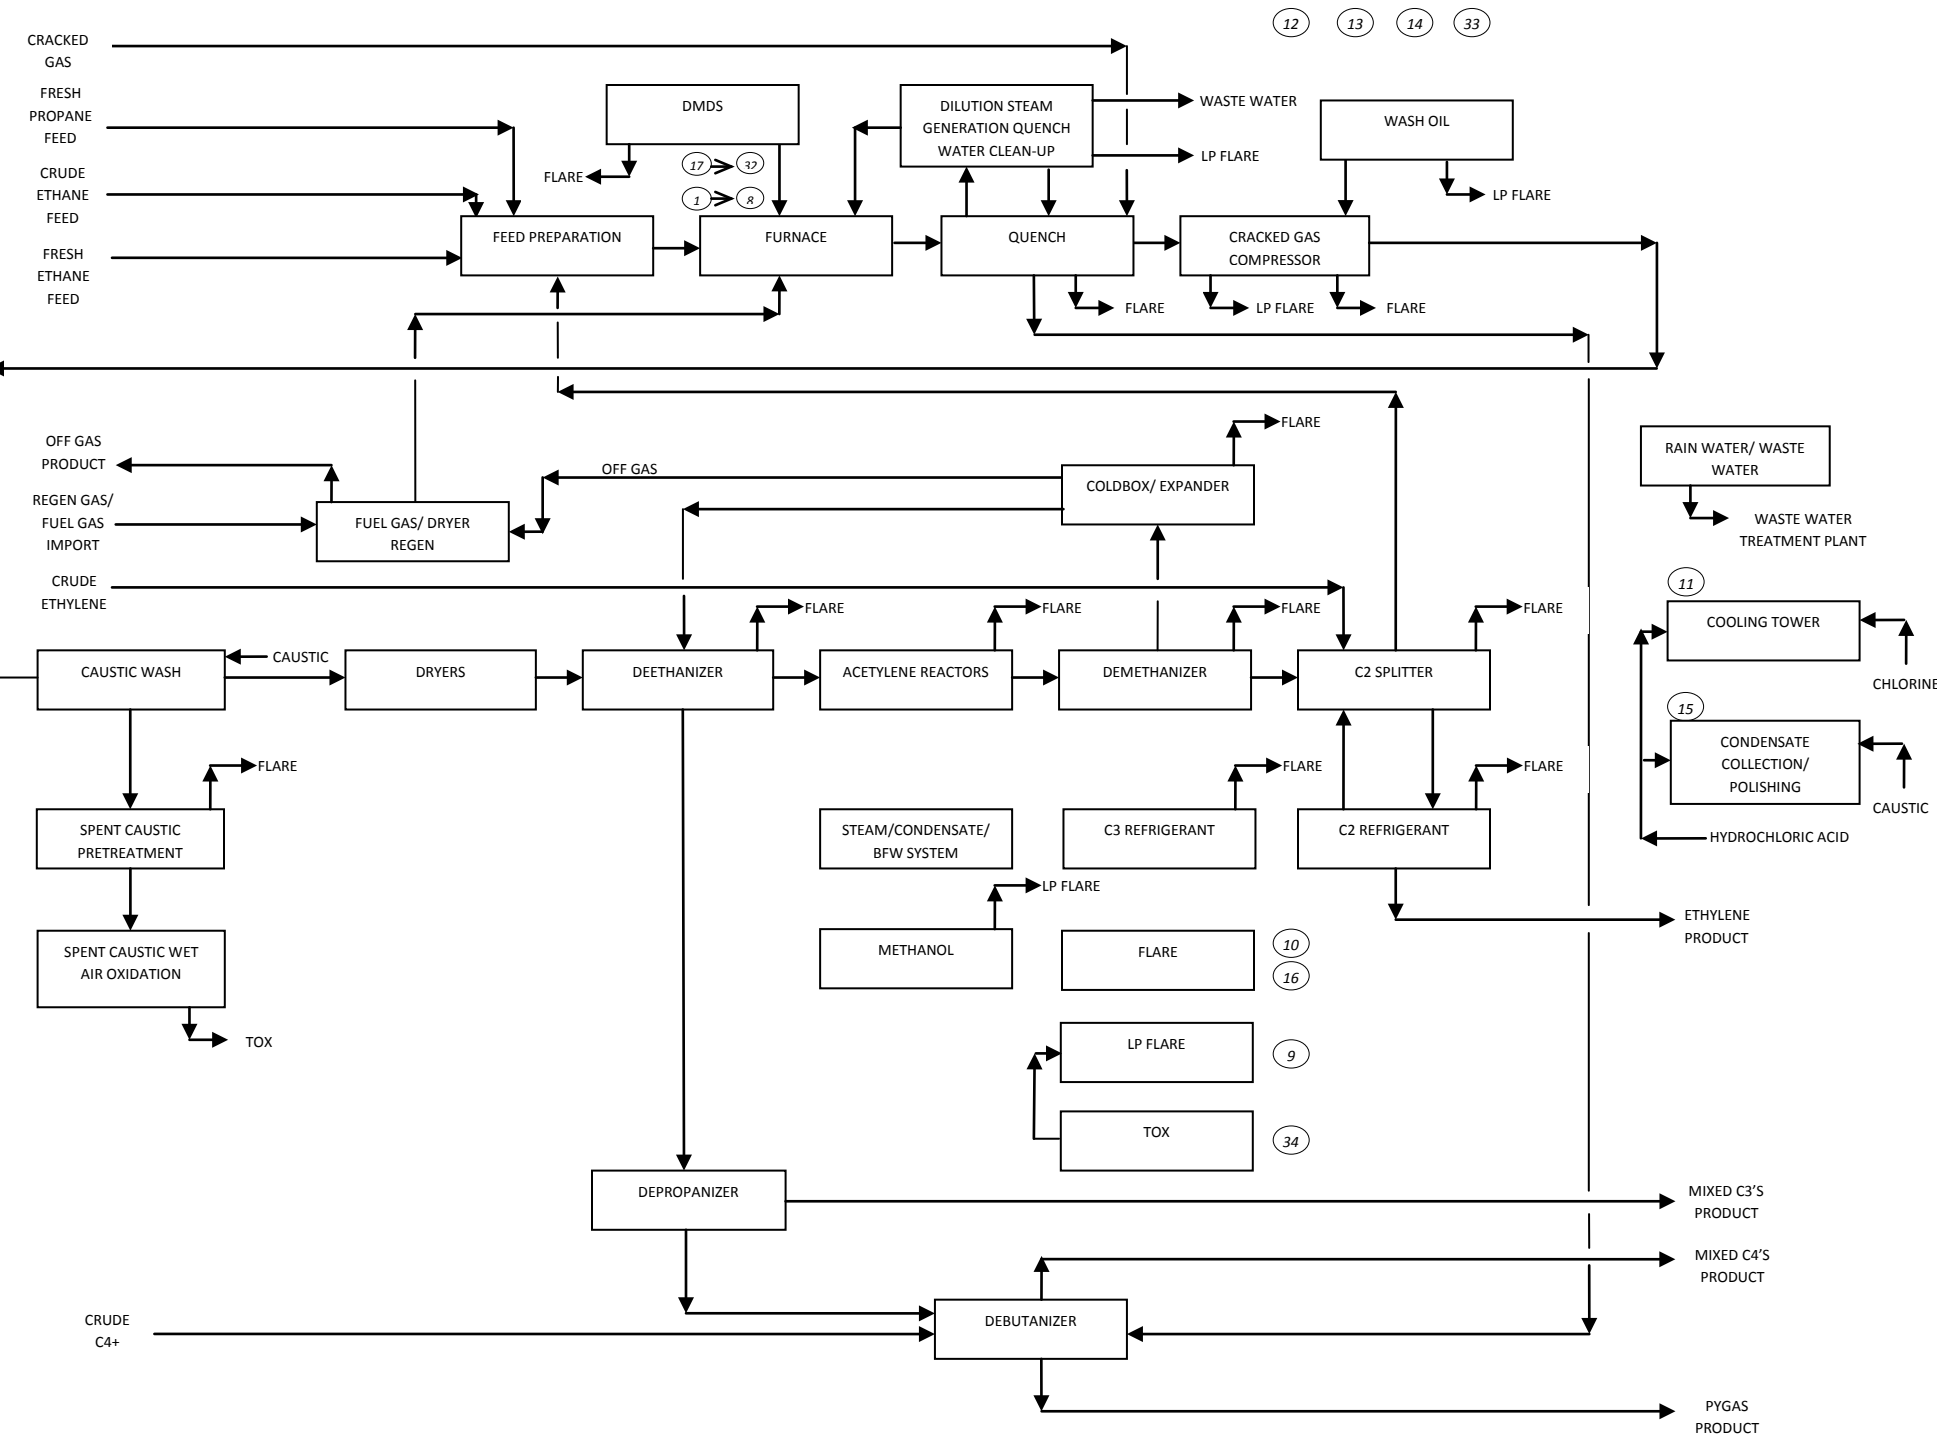 12
13
14
33
CRACKED
GAS
FRESH
PROPANE
FEED
CRUDE
ETHANE
FEED
FRESH
ETHANE
FEED
DMDS
FLARE
17
32
1
8
DILUTION STEAM
GENERATION QUENCH
WATER CLEAN-UP
WASTE WATER
LP FLARE
WASH OIL
LP FLARE
FEED PREPARATION
FURNACE
QUENCH
CRACKED GAS
COMPRESSOR
FLARE
LP FLARE
FLARE
FLARE
OFF GAS
PRODUCT
REGEN GAS/
FUEL GAS
IMPORT
OFF GAS
COLDBOX/ EXPANDER
FUEL GAS/ DRYER
REGEN
RAIN WATER/ WASTE
WATER
WASTE WATER
TREATMENT PLANT
CRUDE
ETHYLENE
FLARE
FLARE
FLARE
FLARE
11
COOLING TOWER
CHLORINE
CAUSTIC WASH
CAUSTIC
DRYERS
DEETHANIZER
ACETYLENE REACTORS
DEMETHANIZER
C2 SPLITTER
15
CONDENSATE
COLLECTION/
POLISHING
CAUSTIC
HYDROCHLORIC ACID
FLARE
FLARE
FLARE
SPENT CAUSTIC
PRETREATMENT
STEAM/CONDENSATE/
BFW SYSTEM
C3 REFRIGERANT
C2 REFRIGERANT
LP FLARE
ETHYLENE
PRODUCT
SPENT CAUSTIC WET
AIR OXIDATION
METHANOL
FLARE
10
16
TOX
LP FLARE
9
TOX
34
DEPROPANIZER
MIXED C3’S
PRODUCT
MIXED C4’S
PRODUCT
CRUDE
C4+
DEBUTANIZER
PYGAS
PRODUCT